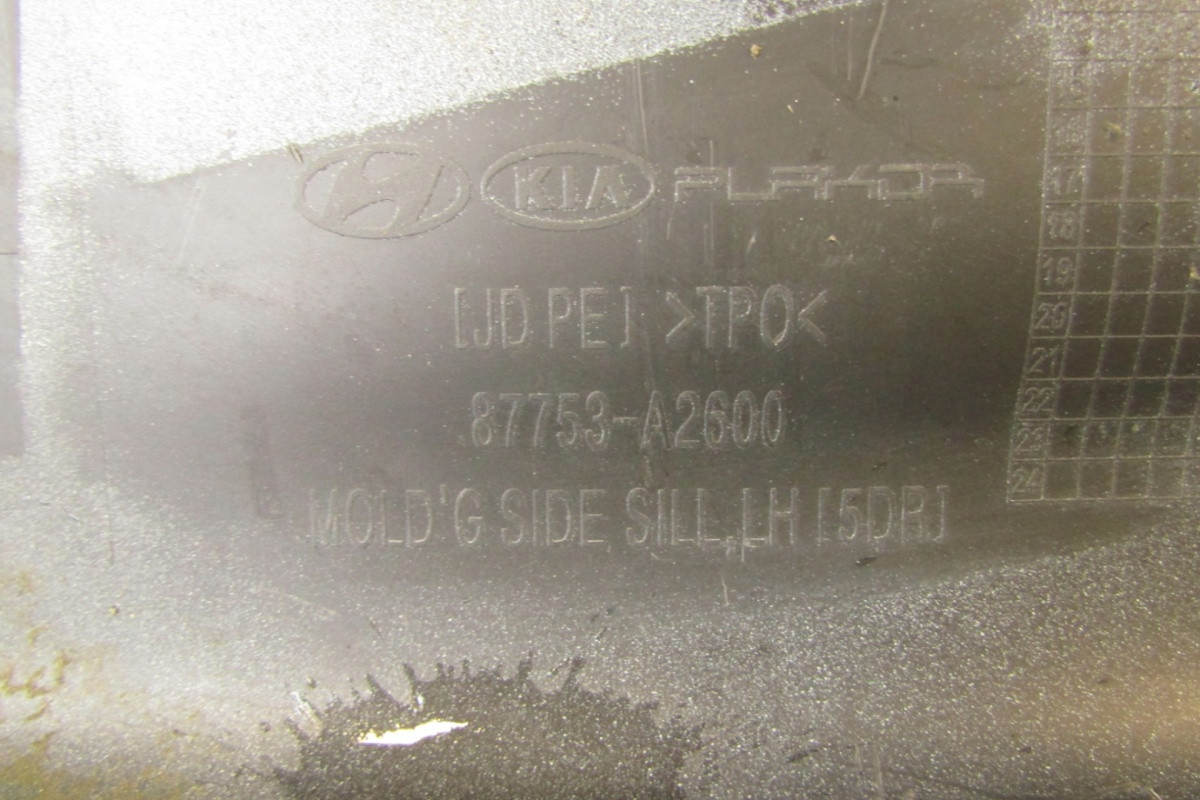 KIA PLAKOR
[JD PE] >TPO<
87753-A2600
MOLD'G SIDE SILL,LH [5DR]
17
18
19
20
21
22
23
24